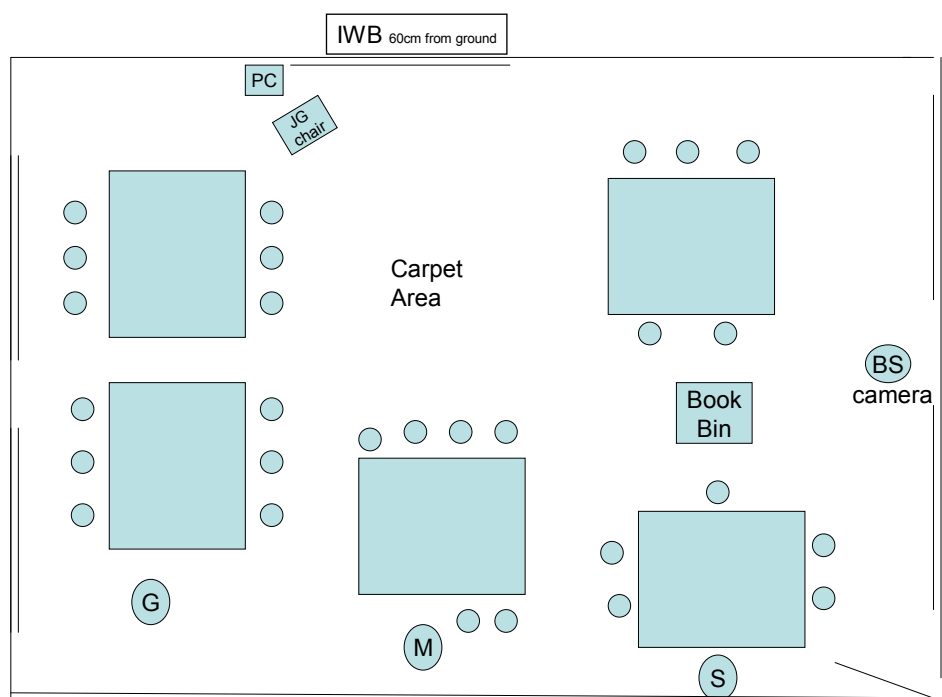 IWB 60cm from ground
PC
JG
chair
Carpet
Area
BS
camera
Book
Bin
G
M
S